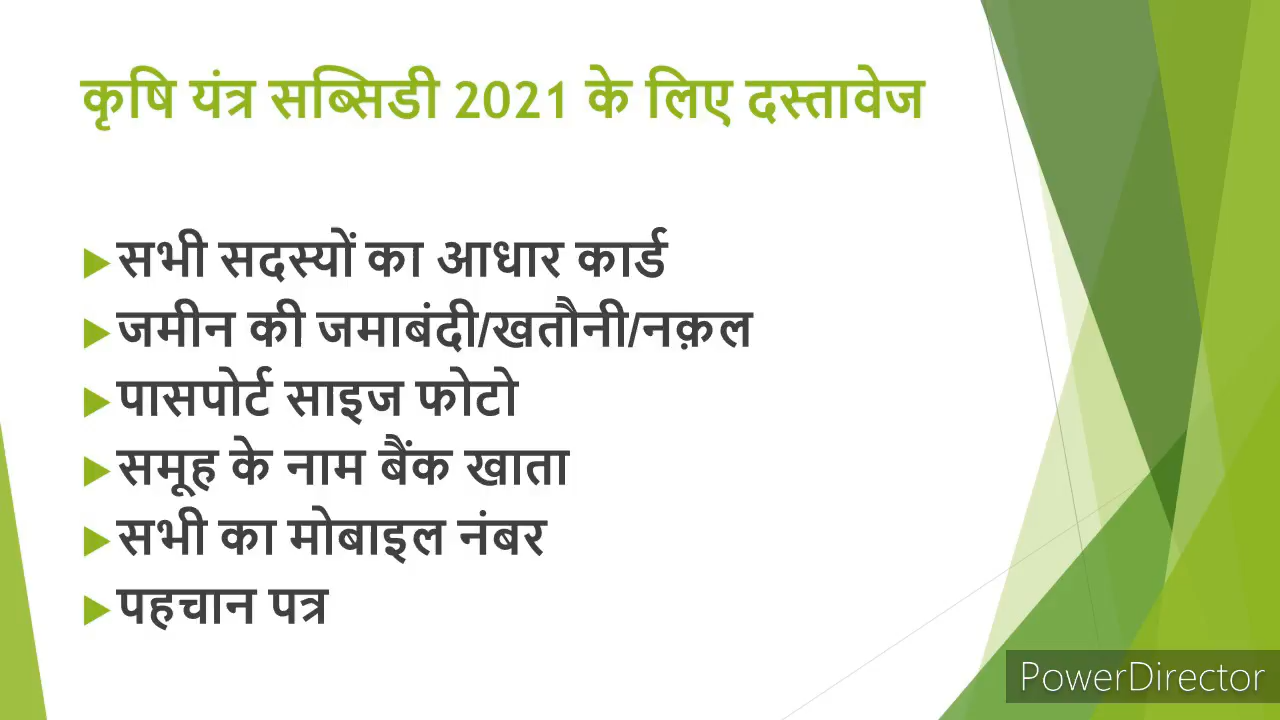 कृषि यंत्र सब्सिडी 2021 के लिए दस्तावेज
सभी सदस्यों का आधार कार्ड
जमीन की जमाबंदी/खतौनी/नक़ल
पासपोर्ट साइज फोटो
समूह के नाम बैंक खाता
सभी का मोबाइल नंबर
पहचान पत्र
PowerDirector